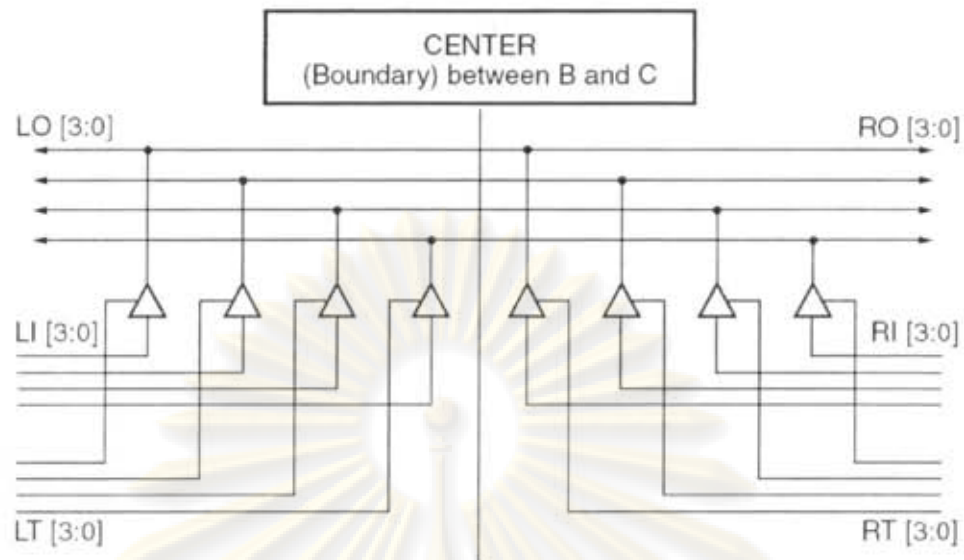 CENTER
(Boundary) between B and C
LO [3:0]
RO [3:0]
LI [3:0]
RI [3:0]
LT [3:0]
RT [3:0]